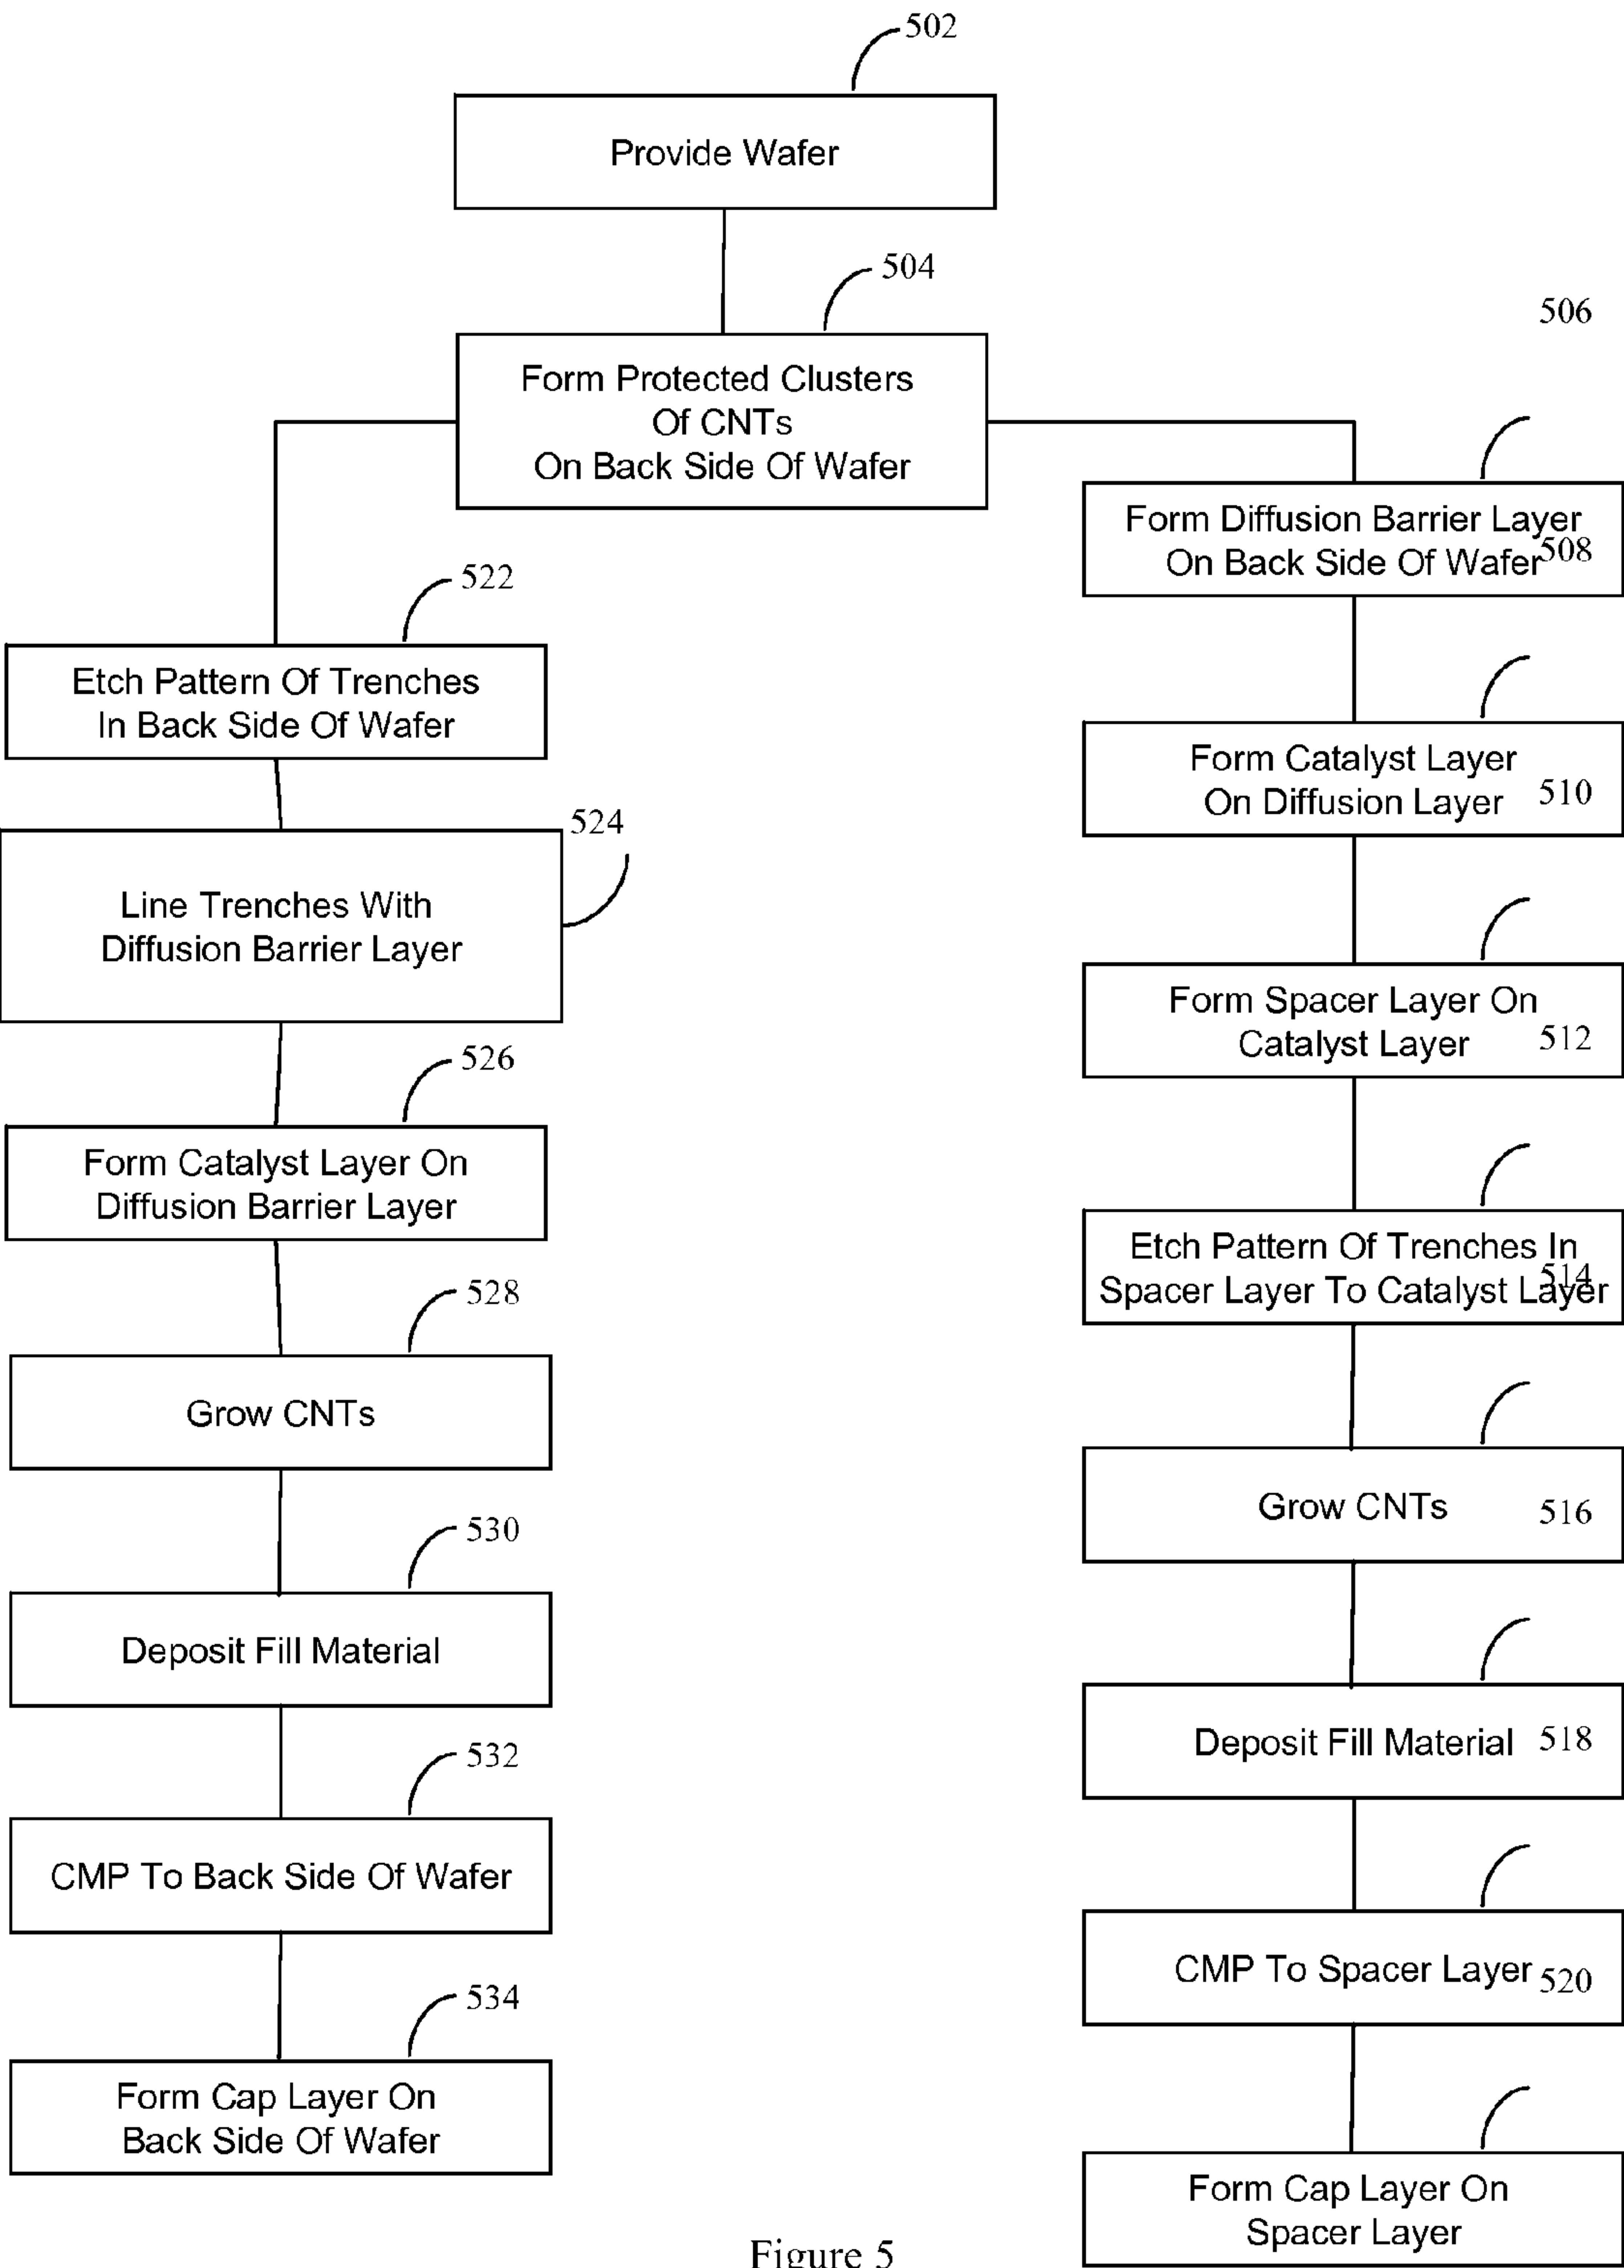 502
Provide Wafer
504
Form Protected Clusters
Of CNTs
On Back Side Of Wafer
522
Etch Pattern Of Trenches
In Back Side Of Wafer
524
Line Trenches With
Diffusion Barrier Layer
526
Form Catalyst Layer On
Diffusion Barrier Layer
528
Grow CNTs
530
Deposit Fill Material
532
CMP To Back Side Of Wafer
534
Form Cap Layer On
Back Side Of Wafer
506
Form Diffusion Barrier Layer
On Back Side Of Wafer
508
Form Catalyst Layer
On Diffusion Layer
510
Form Spacer Layer On
Catalyst Layer
512
Etch Pattern Of Trenches In
Spacer Layer To Catalyst Layer
514
Grow CNTs
516
Deposit Fill Material
518
CMP To Spacer Layer
520
Form Cap Layer On
Spacer Layer
Figure 5